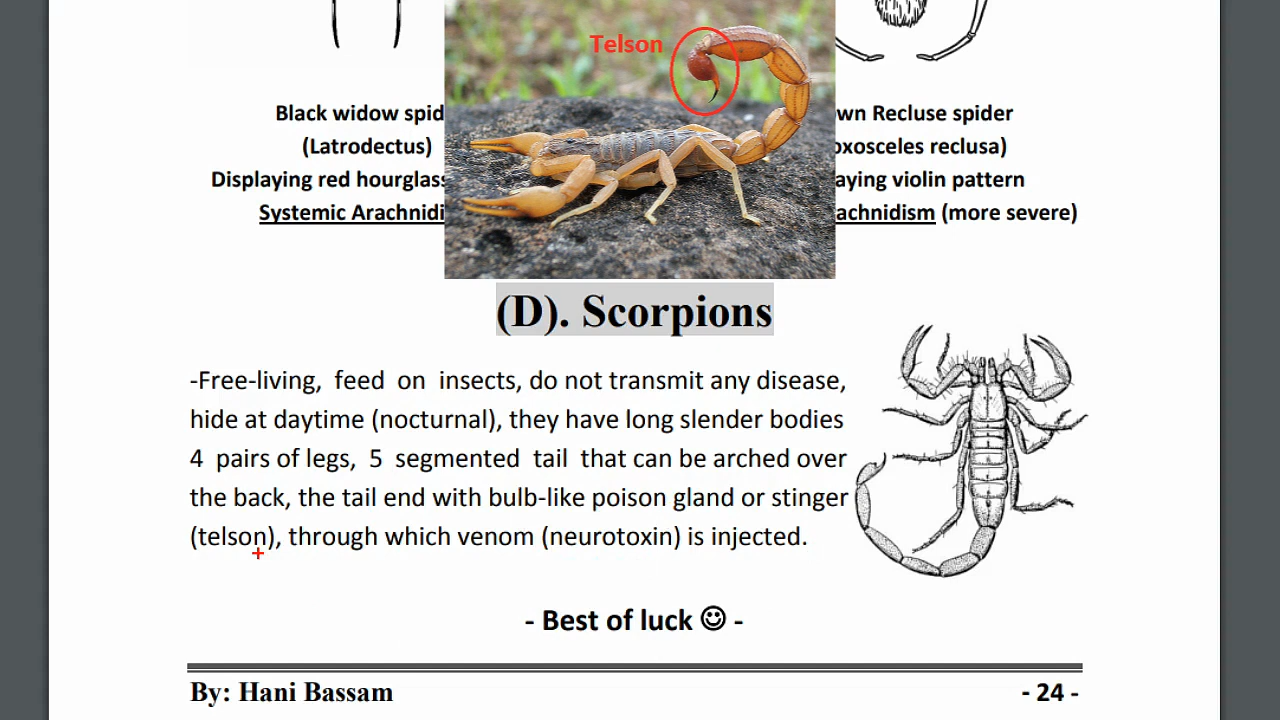 Telson
Black widow spid
(Latrodectus)
Displaying red hourglass
Systemic Arachnidi
wn Recluse spider
oxosceles reclusa)
aying violin pattern
achnidism (more severe)
(D). Scorpions
-Free-living, feed on insects, do not transmit any disease,
hide at daytime (nocturnal), they have long slender bodies
4 pairs of legs, 5 segmented tail that can be arched over
the back, the tail end with bulb-like poison gland or stinger
(telson), through which venom (neurotoxin) is injected.
- Best of luck ☺ -
By: Hani Bassam
- 24 -